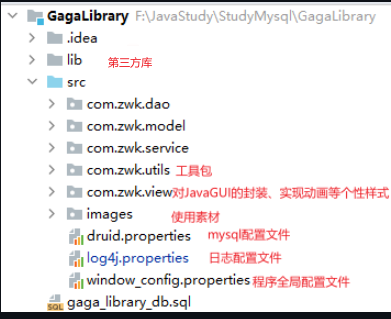 GagaLibrary F:\JavaStudy\StudyMysql\GagaLibrary
.idea
lib 第三方库
src
com.zwk.dao
com.zwk.model
com.zwk.service
com.zwk.utils 工具包
com.zwk.view 对JavaGUI的封装、实现动画等个性样式
images 使用素材
druid.properties mysql配置文件
log4j.properties 日志配置文件
window_config.properties 程序全局配置文件
gaga_library_db.sql